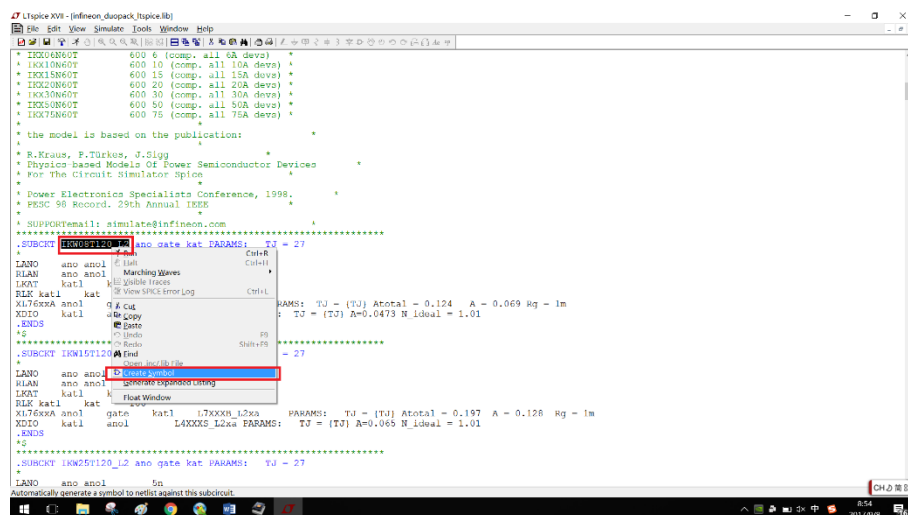 LTspice XVII - [infineon_duopack_ltspice.lib]
File Edit View Simulate Tools Window Help
* IKX06N60T 600 6 (comp. all 6A devs) *
* IKX10N60T 600 10 (comp. all 10A devs) *
* IKX15N60T 600 15 (comp. all 15A devs) *
* IKX20N60T 600 20 (comp. all 20A devs) *
* IKX30N60T 600 30 (comp. all 30A devs) *
* IKX50N60T 600 50 (comp. all 50A devs) *
* IKX75N60T 600 75 (comp. all 75A devs) *
* *
* the model is based on the publication: *
* *
* R.Kraus, P.Türkes, J.Sigg *
* Physics-based Models Of Power Semiconductor Devices *
* For The Circuit Simulator Spice *
* *
* Power Electronics Specialists Conference, 1998. *
* PESC 98 Record. 29th Annual IEEE *
* *
* SUPPORTemail: simulate@infineon.com *
.SUBCKT IKW08T120_L2 ano gate kat PARAMS: TJ = 27
*
LANO ano anol
RLAN ano anol
LKAT katl
RLK katl kat
XL76xxA anol AMS: TJ = {TJ} Atotal = 0.124 A = 0.069 Rg = 1m
XDIO katl : TJ = {TJ} A=0.0473 N_ideal = 1.01
.ENDS
*$
Run Ctrl+R
Halt Ctrl+H
Marching Waves
Visible Traces
View SPICE Error Log Ctrl+L
Cut
Copy
Paste
Undo F9
Redo Shift+F9
Find
Open .inc/.lib File
Create Symbol
Generate Expanded Listing
Float Window
.SUBCKT IKW15T120 = 27
*
LANO ano anol
RLAN ano anol
LKAT katl
RLK katl kat
XL76xxA anol gate katl L7XXXB_L2xa PARAMS: TJ = {TJ} Atotal = 0.197 A = 0.128 Rg = 1m
XDIO katl anol L4XXXS_L2xa PARAMS: TJ = {TJ} A=0.065 N_ideal = 1.01
.ENDS
*$
.SUBCKT IKW25T120_L2 ano gate kat PARAMS: TJ = 27
*
LANO ano anol 5n
Automatically generate a symbol to netlist against this subcircuit.
CH 简
中
8:54